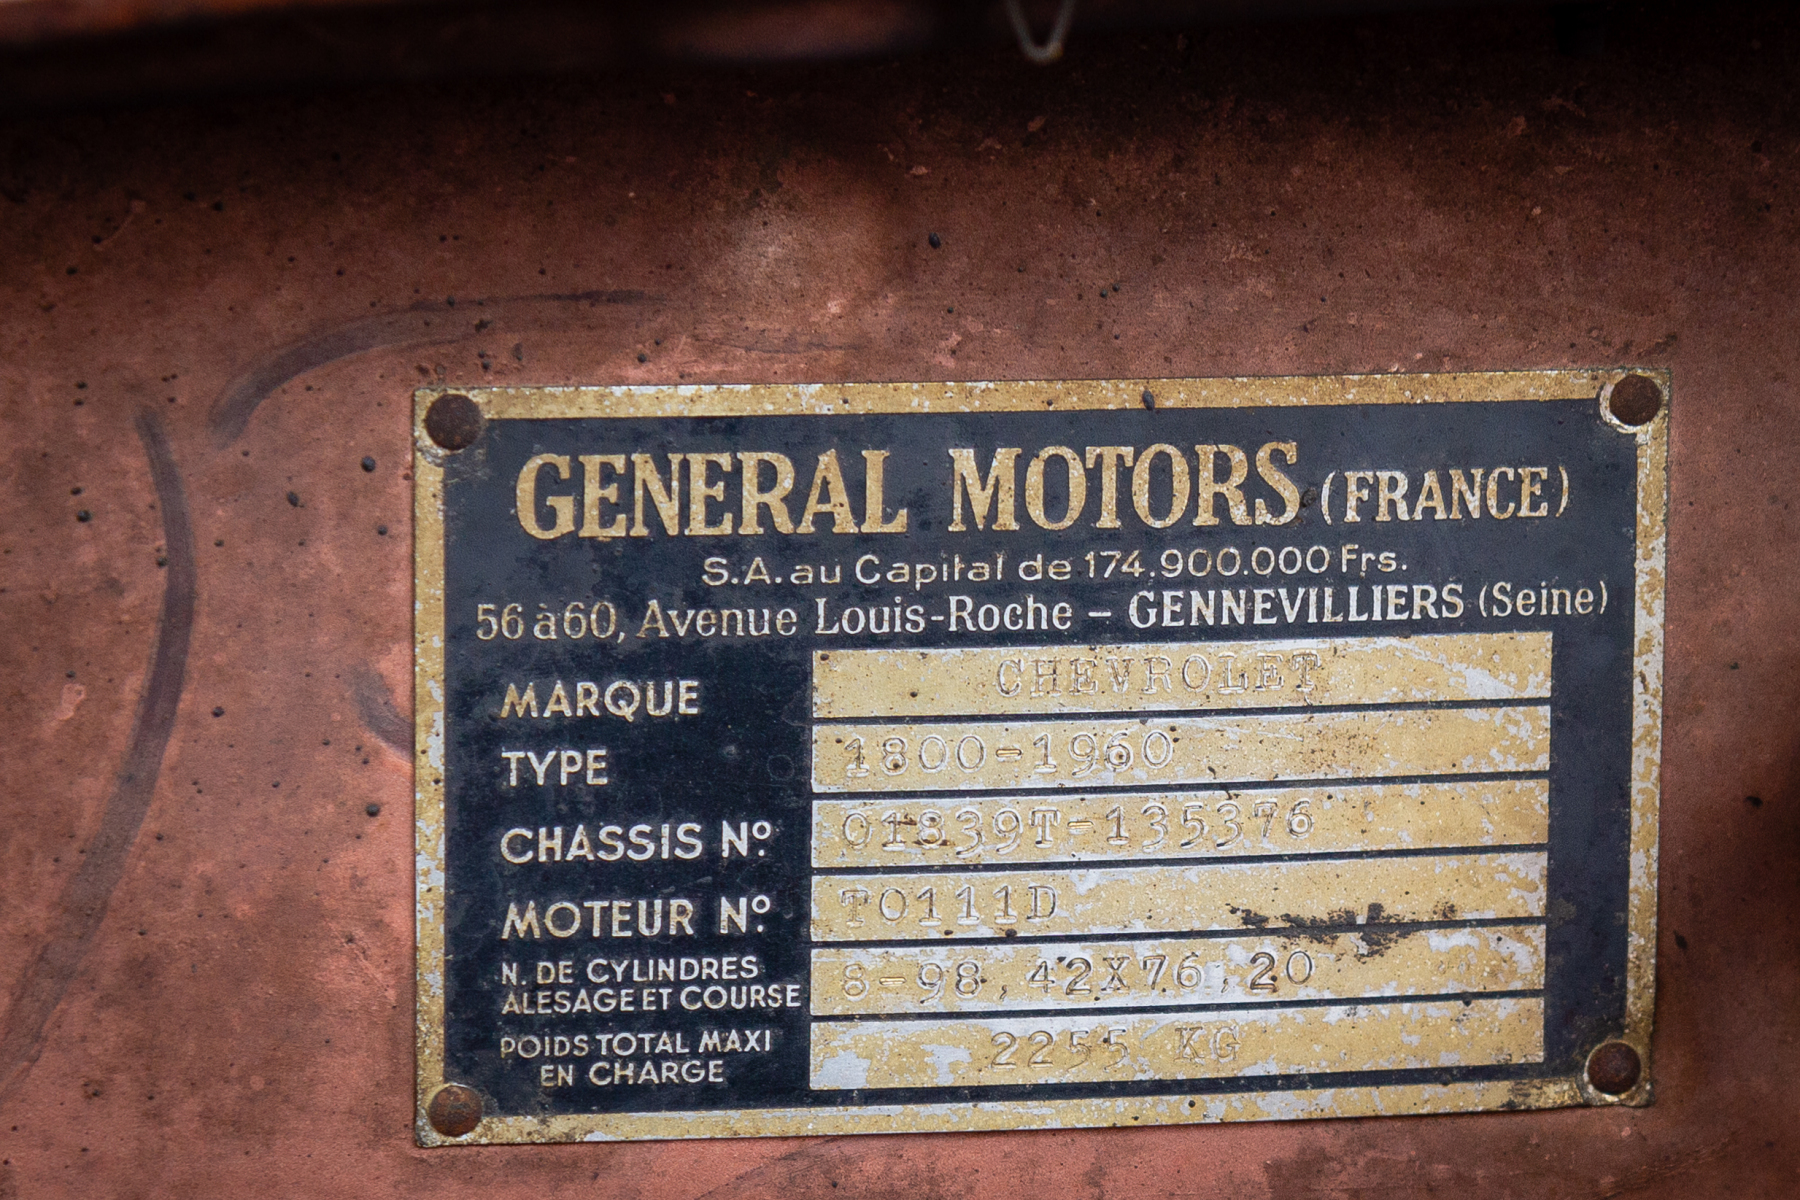 GENERAL MOTORS (FRANCE)
S.A. au Capital de 174.900.000 Frs.
56 à 60, Avenue Louis-Roche – GENNEVILLIERS (Seine)
MARQUE CHEVROLET
TYPE 1800-1960
CHASSIS Nº. 01839T-135376
MOTEUR Nº. T0111D
N. DE CYLINDRES
ALESAGE ET COURSE 8-98,42X76,20
POIDS TOTAL MAXI
EN CHARGE 2255 KG